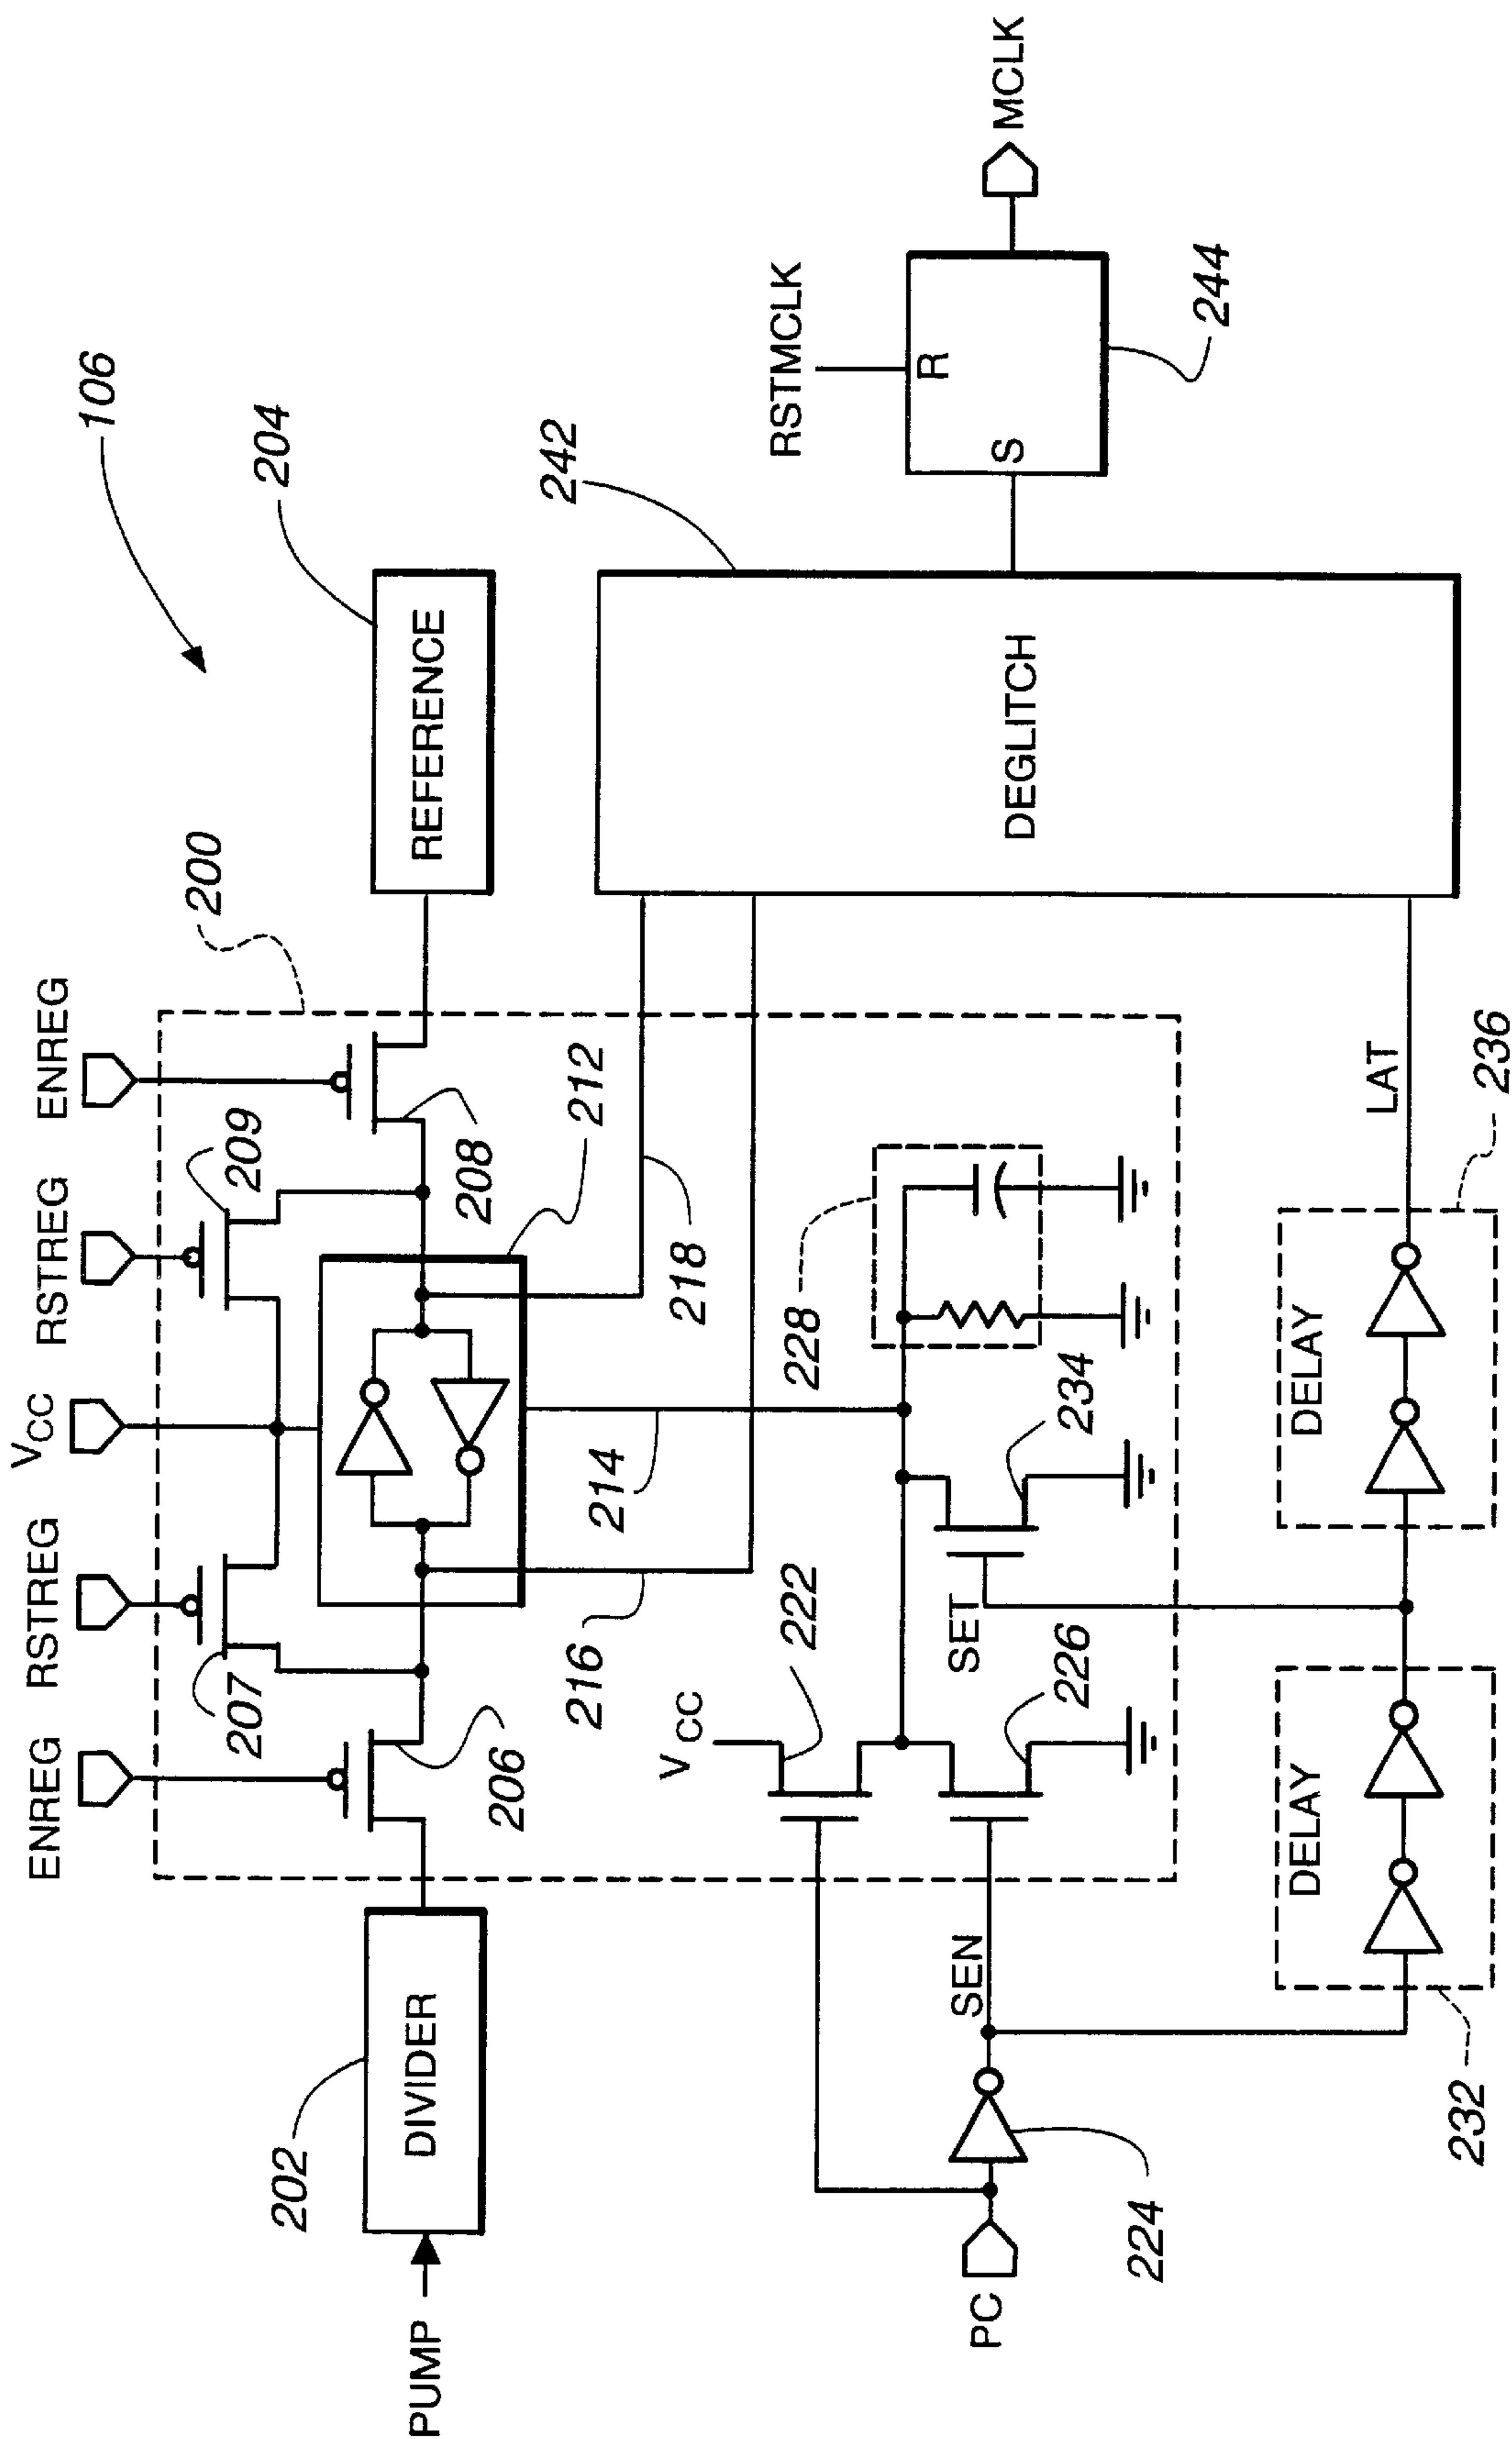 106
ENREG
RSTREG
VCC
RSTREG
ENREG
200
204
207
209
206
208
212
PUMP
202
DIVIDER
REFERENCE
216
214
218
242
VCC
222
228
SET
234
226
DEGLITCH
RSTMCLK
R
S
244
MCLK
PC
224
SEN
232
DELAY
DELAY
236
LAT